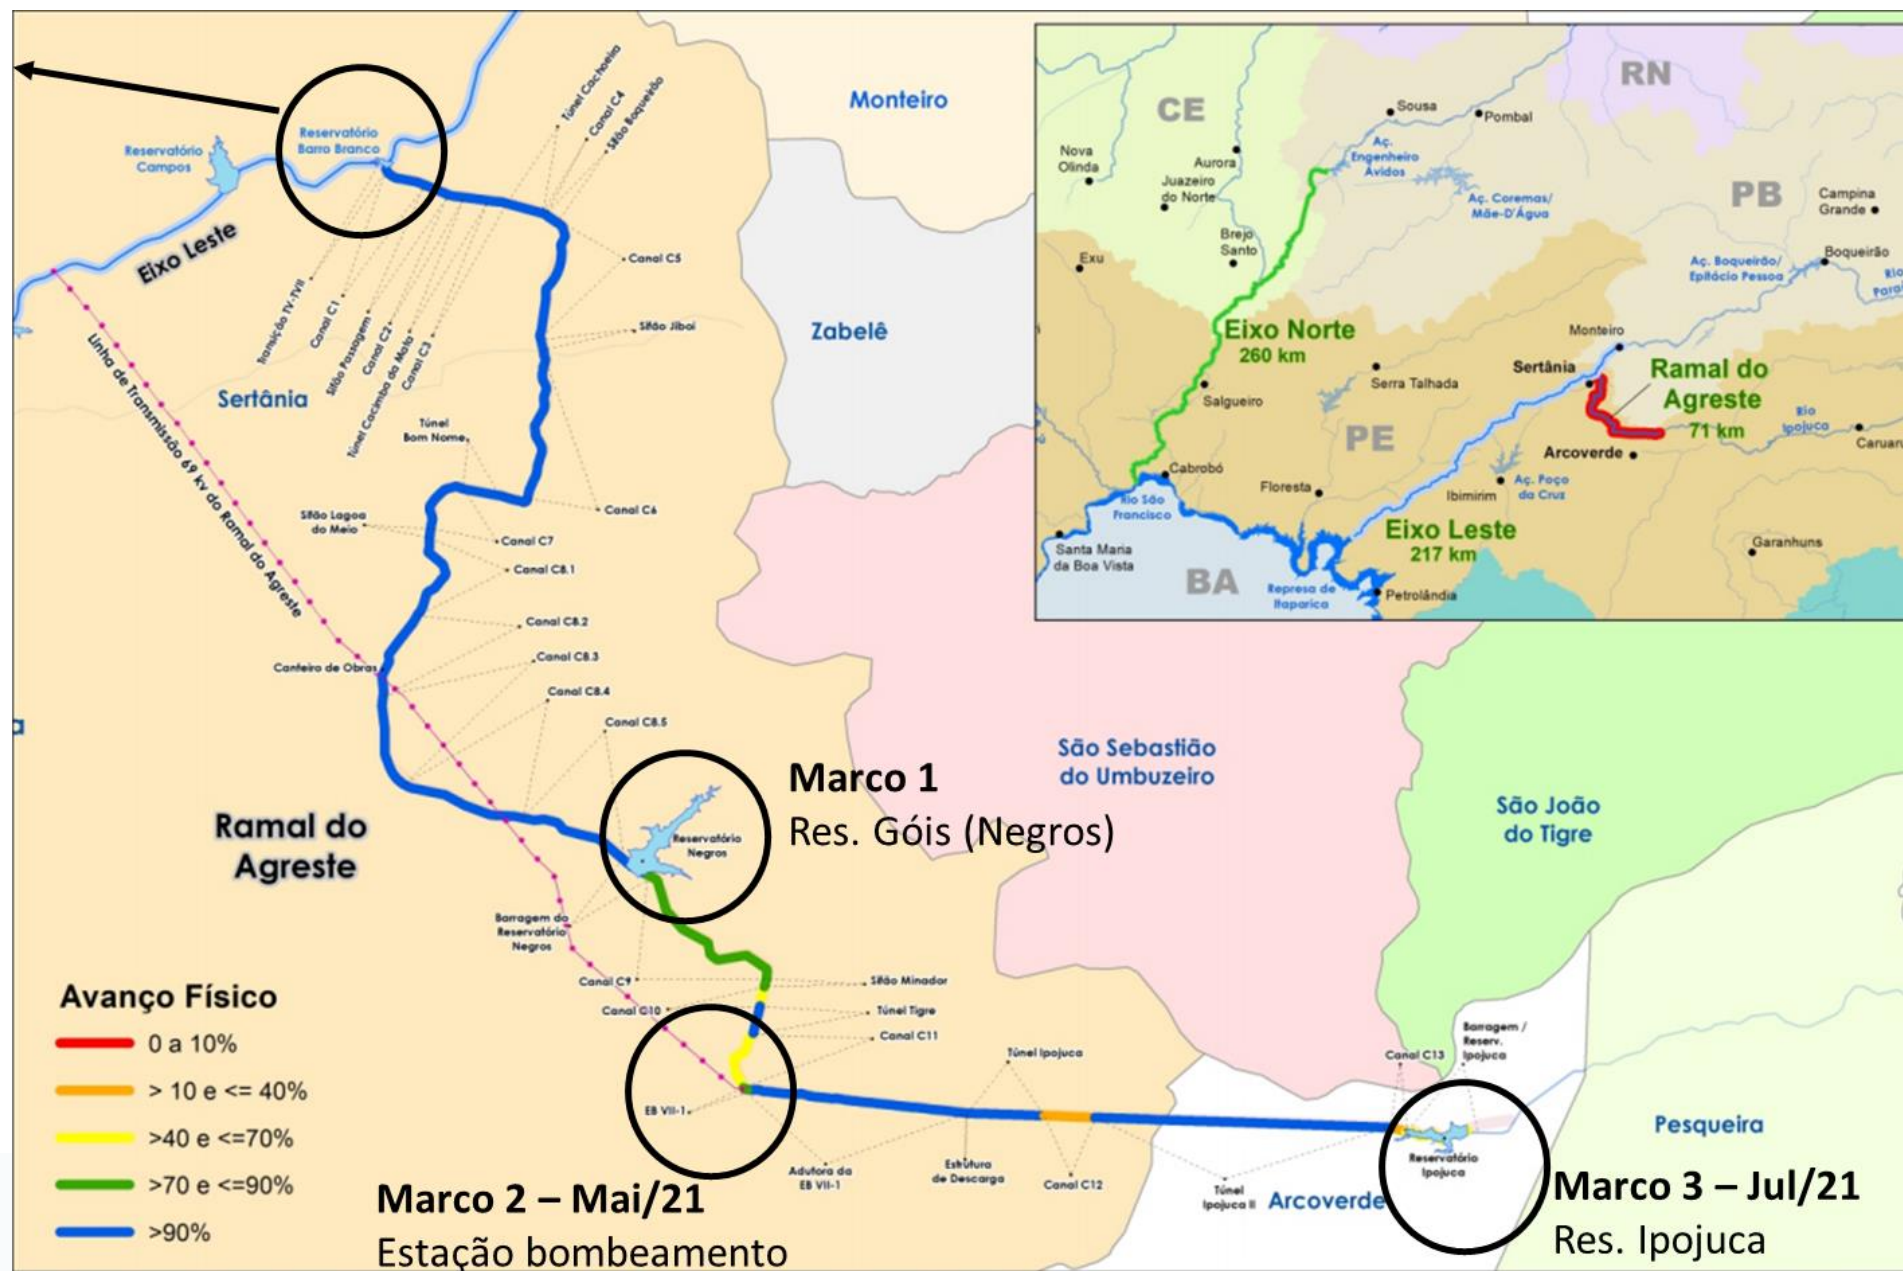 Reservatório
Campos
Reservatório
Barro Branco
Eixo Leste
Túnel Cachoeira
Canal C4
Sifão Boqueirão
Monteiro
Transição TV-TVII
Canal C1
Sifão Passagem
Canal C2
Túnel Cacimba da Mata
Canal C3
Canal C5
Sifão Jiboi
Zabelê
Sertânia
Linha de Transmissão 69 kv do Ramal do Agreste
Túnel
Bom Nome
Sifão Lagoa
do Meio
Canal C6
Canal C7
Canal C8.1
Canal C8.2
Canal C8.3
Canteiro de Obras
Canal C8.4
Canal C8.5
a
Ramal do
Agreste
Reservatório
Negros
Marco 1
Res. Góis (Negros)
São Sebastião
do Umbuzeiro
São João
do Tigre
Barragem do
Reservatório
Negros
Canal C9
Sifão Minador
Canal C10
Túnel Tigre
Canal C11
EB VII-1
Túnel Ipojuca
Adutora da
EB VII-1
Estrutura
de Descarga
Canal C12
Túnel
Ipojuca II
Arcoverde
Canal C13
Barragem /
Reserv.
Ipojuca
Reservatório
Ipojuca
Pesqueira
Marco 2 – Mai/21
Estação bombeamento
Marco 3 – Jul/21
Res. Ipojuca
Avanço Físico
0 a 10%
> 10 e <= 40%
>40 e <=70%
>70 e <=90%
>90%
CE
RN
PB
PE
BA
Sousa
Pombal
Nova
Olinda
Aurora
Juazeiro
do Norte
Aç.
Engenheiro
Avidos
Aç. Coremas/
Mãe-D'Água
Campina
Grande
Brejo
Santo
Exu
Aç. Boqueirão/
Epitácio Pessoa
Boqueirão
Rio
Eixo Norte
260 km
Monteiro
Sertânia
Serra Talhada
Salgueiro
Ramal do
Agreste
71 km
Rio
Ipojuca
Arcoverde
Cabrobó
Floresta
Ibimirim
Aç. Poço
da Cruz
Rio São
Francisco
Eixo Leste
217 km
Santa Maria
da Boa Vista
Garanhuns
Represa de
Itaparica
Petrolândia